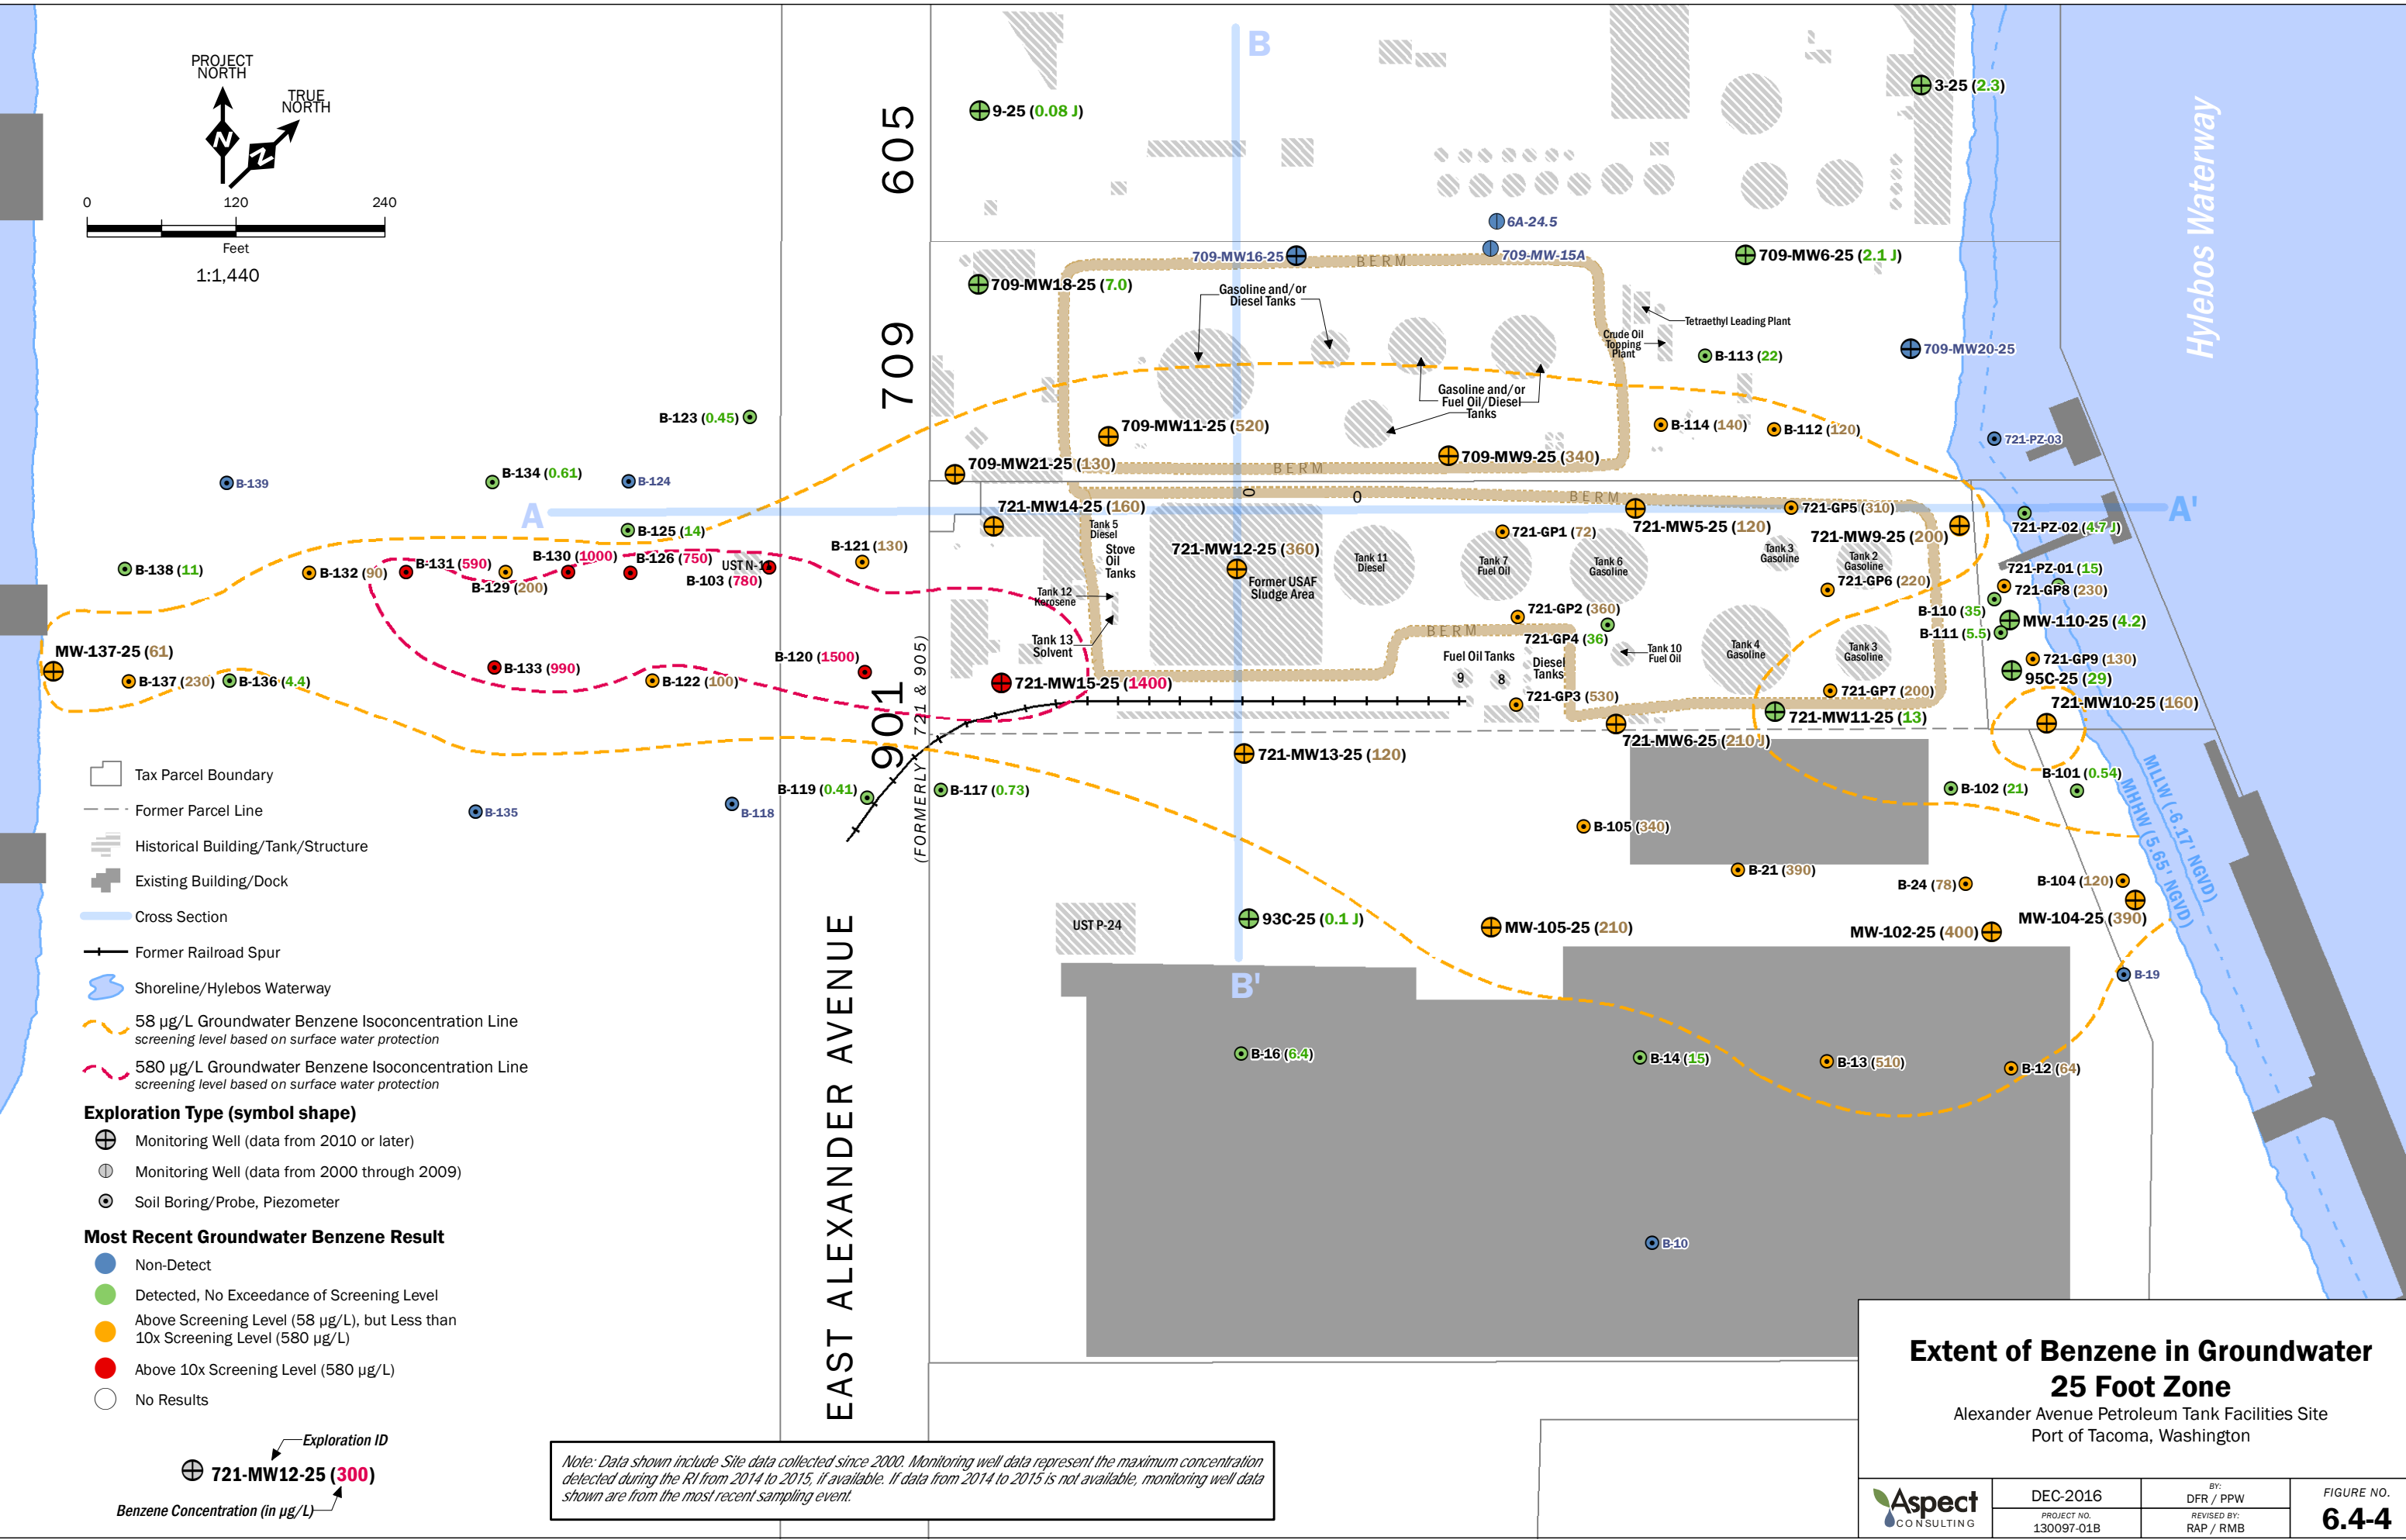 PROJECT
NORTH
TRUE
NORTH
N
N
0 120 240
Feet
1:1,440
605
709
901
(FORMERLY 721 & 905)
EAST ALEXANDER AVENUE
Hylebos Waterway
B
B'
A
A'
9-25 (0.08 J)
3-25 (2.3)
6A-24.5
709-MW16-25
709-MW-15A
709-MW6-25 (2.1 J)
709-MW18-25 (7.0)
BERM
Gasoline and/or
Diesel Tanks
Tetraethyl Leading Plant
Crude Oil
Topping
Plant
B-113 (22)
709-MW20-25
Gasoline and/or
Fuel Oil/Diesel
Tanks
B-123 (0.45)
709-MW11-25 (520)
B-114 (140)
B-112 (120)
721-PZ-03
709-MW21-25 (130)
709-MW9-25 (340)
BERM
B-139
B-134 (0.61)
B-124
0
0
BERM
721-MW14-25 (160)
721-GP5 (310)
721-PZ-02 (4.7 J)
B-125 (14)
Tank 5
Diesel
721-GP1 (72)
721-MW5-25 (120)
721-MW9-25 (200)
B-121 (130)
Stove
Oil
Tanks
721-MW12-25 (360)
Tank 11
Diesel
Tank 7
Fuel Oil
Tank 6
Gasoline
Tank 3
Gasoline
Tank 2
Gasoline
B-138 (11)
B-132 (90)
B-131 (590)
B-130 (1000)
B-126 (750)
UST N-1
B-103 (780)
B-129 (200)
Former USAF
Sludge Area
721-PZ-01 (15)
721-GP6 (220)
721-GP8 (230)
Tank 12
Kerosene
721-GP2 (360)
B-110 (35)
MW-110-25 (4.2)
BERM
721-GP4 (36)
B-111 (5.5)
Tank 13
Solvent
MW-137-25 (61)
B-120 (1500)
Fuel Oil Tanks
9 8
Diesel
Tanks
Tank 10
Fuel Oil
Tank 4
Gasoline
Tank 3
Gasoline
721-GP9 (130)
95C-25 (29)
B-133 (990)
B-137 (230)
B-136 (4.4)
B-122 (100)
721-MW15-25 (1400)
721-GP3 (530)
721-GP7 (200)
721-MW10-25 (160)
721-MW11-25 (13)
721-MW6-25 (210 J)
721-MW13-25 (120)
B-101 (0.54)
B-102 (21)
B-119 (0.41)
B-117 (0.73)
B-135
B-118
MLLW (-6.17' NGVD)
MHHW (5.65' NGVD)
B-105 (340)
B-21 (390)
B-24 (78)
B-104 (120)
MW-104-25 (390)
UST P-24
93C-25 (0.1 J)
MW-105-25 (210)
MW-102-25 (400)
B-19
B-16 (6.4)
B-14 (15)
B-13 (510)
B-12 (64)
B-10
Tax Parcel Boundary
Former Parcel Line
Historical Building/Tank/Structure
Existing Building/Dock
Cross Section
Former Railroad Spur
Shoreline/Hylebos Waterway
58 µg/L Groundwater Benzene Isoconcentration Line
screening level based on surface water protection
580 µg/L Groundwater Benzene Isoconcentration Line
screening level based on surface water protection
Exploration Type (symbol shape)
Monitoring Well (data from 2010 or later)
Monitoring Well (data from 2000 through 2009)
Soil Boring/Probe, Piezometer
Most Recent Groundwater Benzene Result
Non-Detect
Detected, No Exceedance of Screening Level
Above Screening Level (58 µg/L), but Less than
10x Screening Level (580 µg/L)
Above 10x Screening Level (580 µg/L)
No Results
Exploration ID
721-MW12-25 (300)
Benzene Concentration (in µg/L)
Note: Data shown include Site data collected since 2000. Monitoring well data represent the maximum concentration
detected during the RI from 2014 to 2015, if available. If data from 2014 to 2015 is not available, monitoring well data
shown are from the most recent sampling event.
Extent of Benzene in Groundwater
25 Foot Zone
Alexander Avenue Petroleum Tank Facilities Site
Port of Tacoma, Washington
Aspect
CONSULTING
DEC-2016
PROJECT NO.
130097-01B
BY:
DFR / PPW
REVISED BY:
RAP / RMB
FIGURE NO.
6.4-4